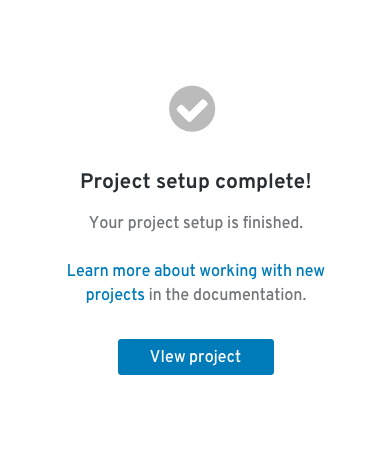 Project setup complete!
Your project setup is finished.
Learn more about working with new
projects in the documentation.
VIew project